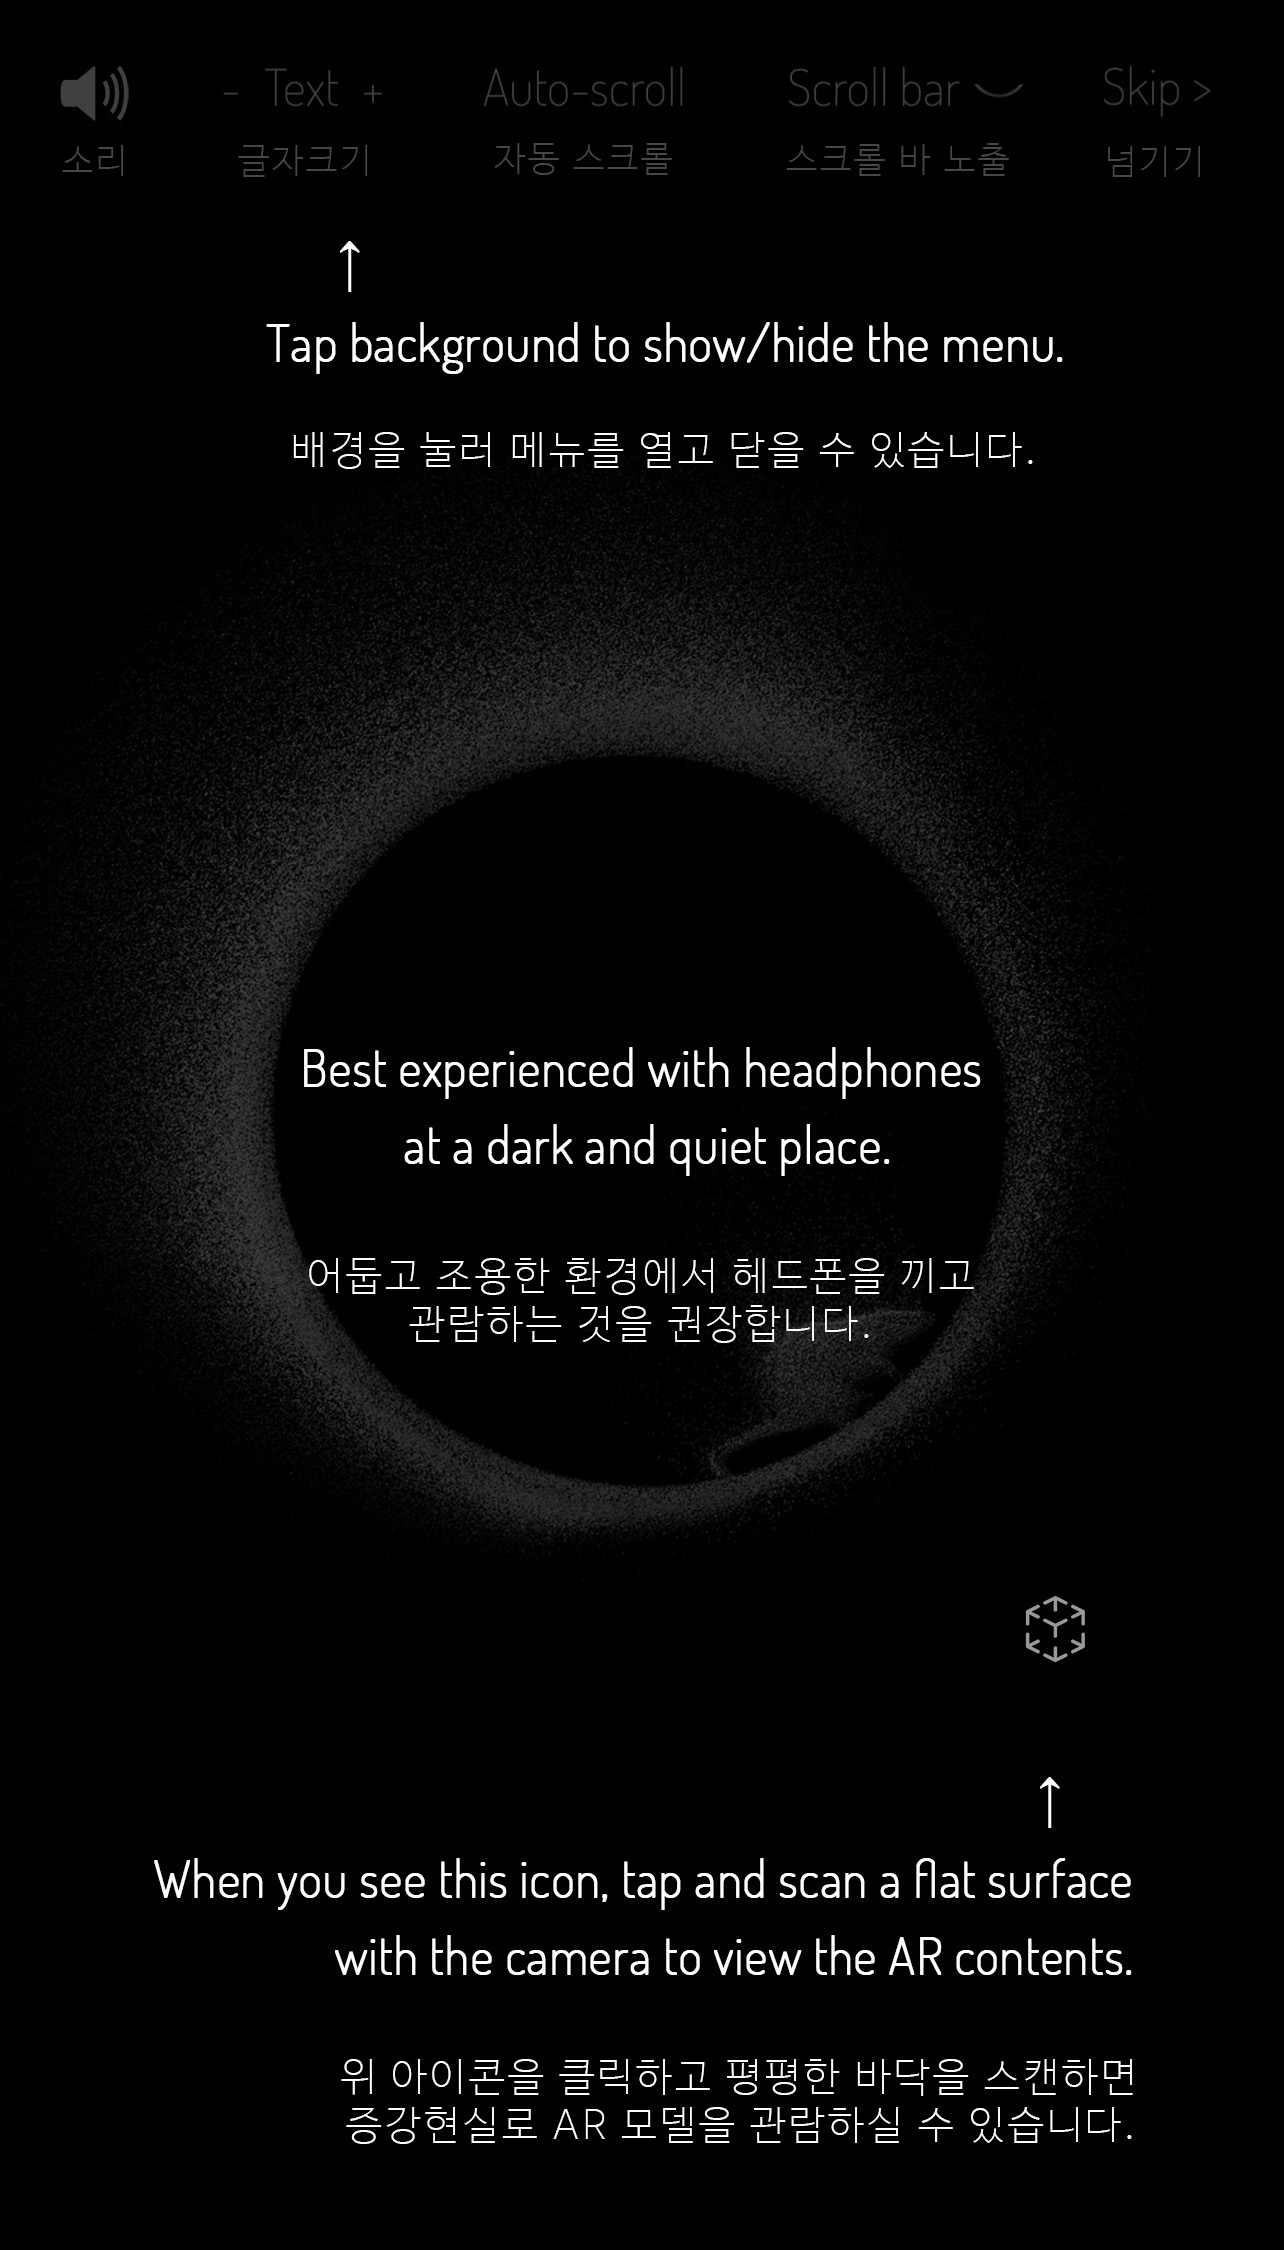 - Text +
Auto-scroll
Scroll bar
Skip >
소리
글자크기
자동 스크롤
스크롤 바 노출
넘기기
↑
Tap background to show/hide the menu.
배경을 눌러 메뉴를 열고 닫을 수 있습니다.
Best experienced with headphones
at a dark and quiet place.
어둡고 조용한 환경에서 헤드폰을 끼고
관람하는 것을 권장합니다.
↑
When you see this icon, tap and scan a flat surface
with the camera to view the AR contents.
위 아이콘을 클릭하고 평평한 바닥을 스캔하면
증강현실로 AR 모델을 관람하실 수 있습니다.